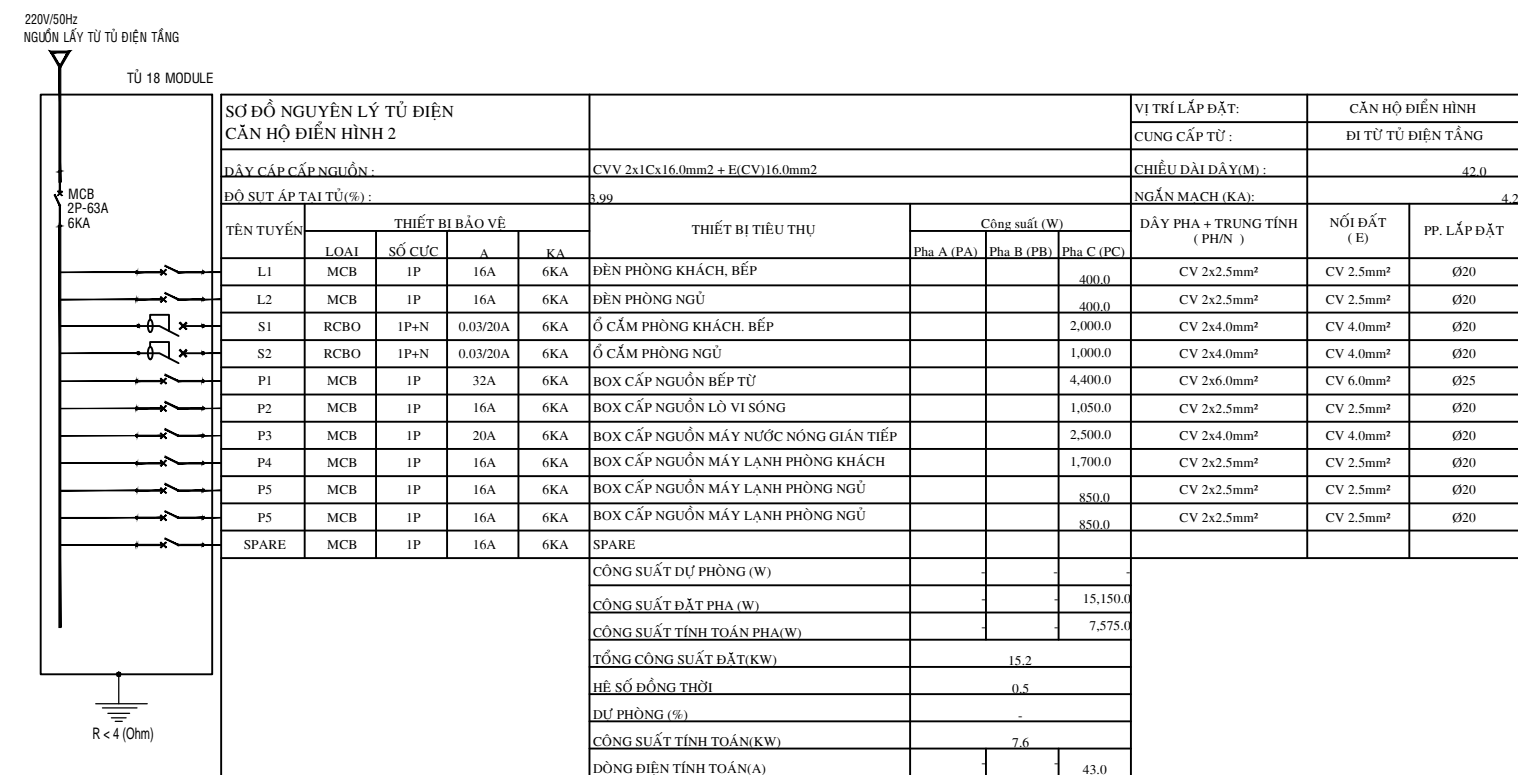 220V/50Hz
NGUỒN LẤY TỪ TỦ ĐIỆN TẦNG
TỦ 18 MODULE
MCB
2P-63A
6KA
R < 4 (Ohm)
SƠ ĐỒ NGUYÊN LÝ TỦ ĐIỆN
CĂN HỘ ĐIỂN HÌNH 2
VỊ TRÍ LẮP ĐẶT: CĂN HỘ ĐIỂN HÌNH
CUNG CẤP TỪ : ĐI TỪ TỦ ĐIỆN TẦNG
DÂY CÁP CẤP NGUỒN : CVV 2x1Cx16.0mm2 + E(CV)16.0mm2 CHIỀU DÀI DÂY(M) : 42.0
ĐỘ SỤT ÁP TẠI TỦ(%) : 3.99 NGẮN MẠCH (KA): 4.2
TÊN TUYẾN THIẾT BỊ BẢO VỆ THIẾT BỊ TIÊU THỤ Công suất (W) DÂY PHA + TRUNG TÍNH NỐI ĐẤT PP. LẮP ĐẶT
( PH/N ) ( E)
LOẠI SỐ CỰC A KA Pha A (PA) Pha B (PB) Pha C (PC)
L1 MCB 1P 16A 6KA ĐÈN PHÒNG KHÁCH, BẾP 400.0 CV 2x2.5mm² CV 2.5mm² Ø20
L2 MCB 1P 16A 6KA ĐÈN PHÒNG NGỦ 400.0 CV 2x2.5mm² CV 2.5mm² Ø20
S1 RCBO 1P+N 0.03/20A 6KA Ổ CẮM PHÒNG KHÁCH. BẾP 2,000.0 CV 2x4.0mm² CV 4.0mm² Ø20
S2 RCBO 1P+N 0.03/20A 6KA Ổ CẮM PHÒNG NGỦ 1,000.0 CV 2x4.0mm² CV 4.0mm² Ø20
P1 MCB 1P 32A 6KA BOX CẤP NGUỒN BẾP TỪ 4,400.0 CV 2x6.0mm² CV 6.0mm² Ø25
P2 MCB 1P 16A 6KA BOX CẤP NGUỒN LÒ VI SÓNG 1,050.0 CV 2x2.5mm² CV 2.5mm² Ø20
P3 MCB 1P 20A 6KA BOX CẤP NGUỒN MÁY NƯỚC NÓNG GIÁN TIẾP 2,500.0 CV 2x4.0mm² CV 4.0mm² Ø20
P4 MCB 1P 16A 6KA BOX CẤP NGUỒN MÁY LẠNH PHÒNG KHÁCH 1,700.0 CV 2x2.5mm² CV 2.5mm² Ø20
P5 MCB 1P 16A 6KA BOX CẤP NGUỒN MÁY LẠNH PHÒNG NGỦ 850.0 CV 2x2.5mm² CV 2.5mm² Ø20
P5 MCB 1P 16A 6KA BOX CẤP NGUỒN MÁY LẠNH PHÒNG NGỦ 850.0 CV 2x2.5mm² CV 2.5mm² Ø20
SPARE MCB 1P 16A 6KA SPARE
CÔNG SUẤT DỰ PHÒNG (W) - - -
CÔNG SUẤT ĐẶT PHA (W) - - 15,150.0
CÔNG SUẤT TÍNH TOÁN PHA(W) - - 7,575.0
TỔNG CÔNG SUẤT ĐẶT(KW) 15.2
HỆ SỐ ĐỒNG THỜI 0.5
DỰ PHÒNG (%) -
CÔNG SUẤT TÍNH TOÁN(KW) 7.6
DÒNG ĐIỆN TÍNH TOÁN(A) - - 43.0